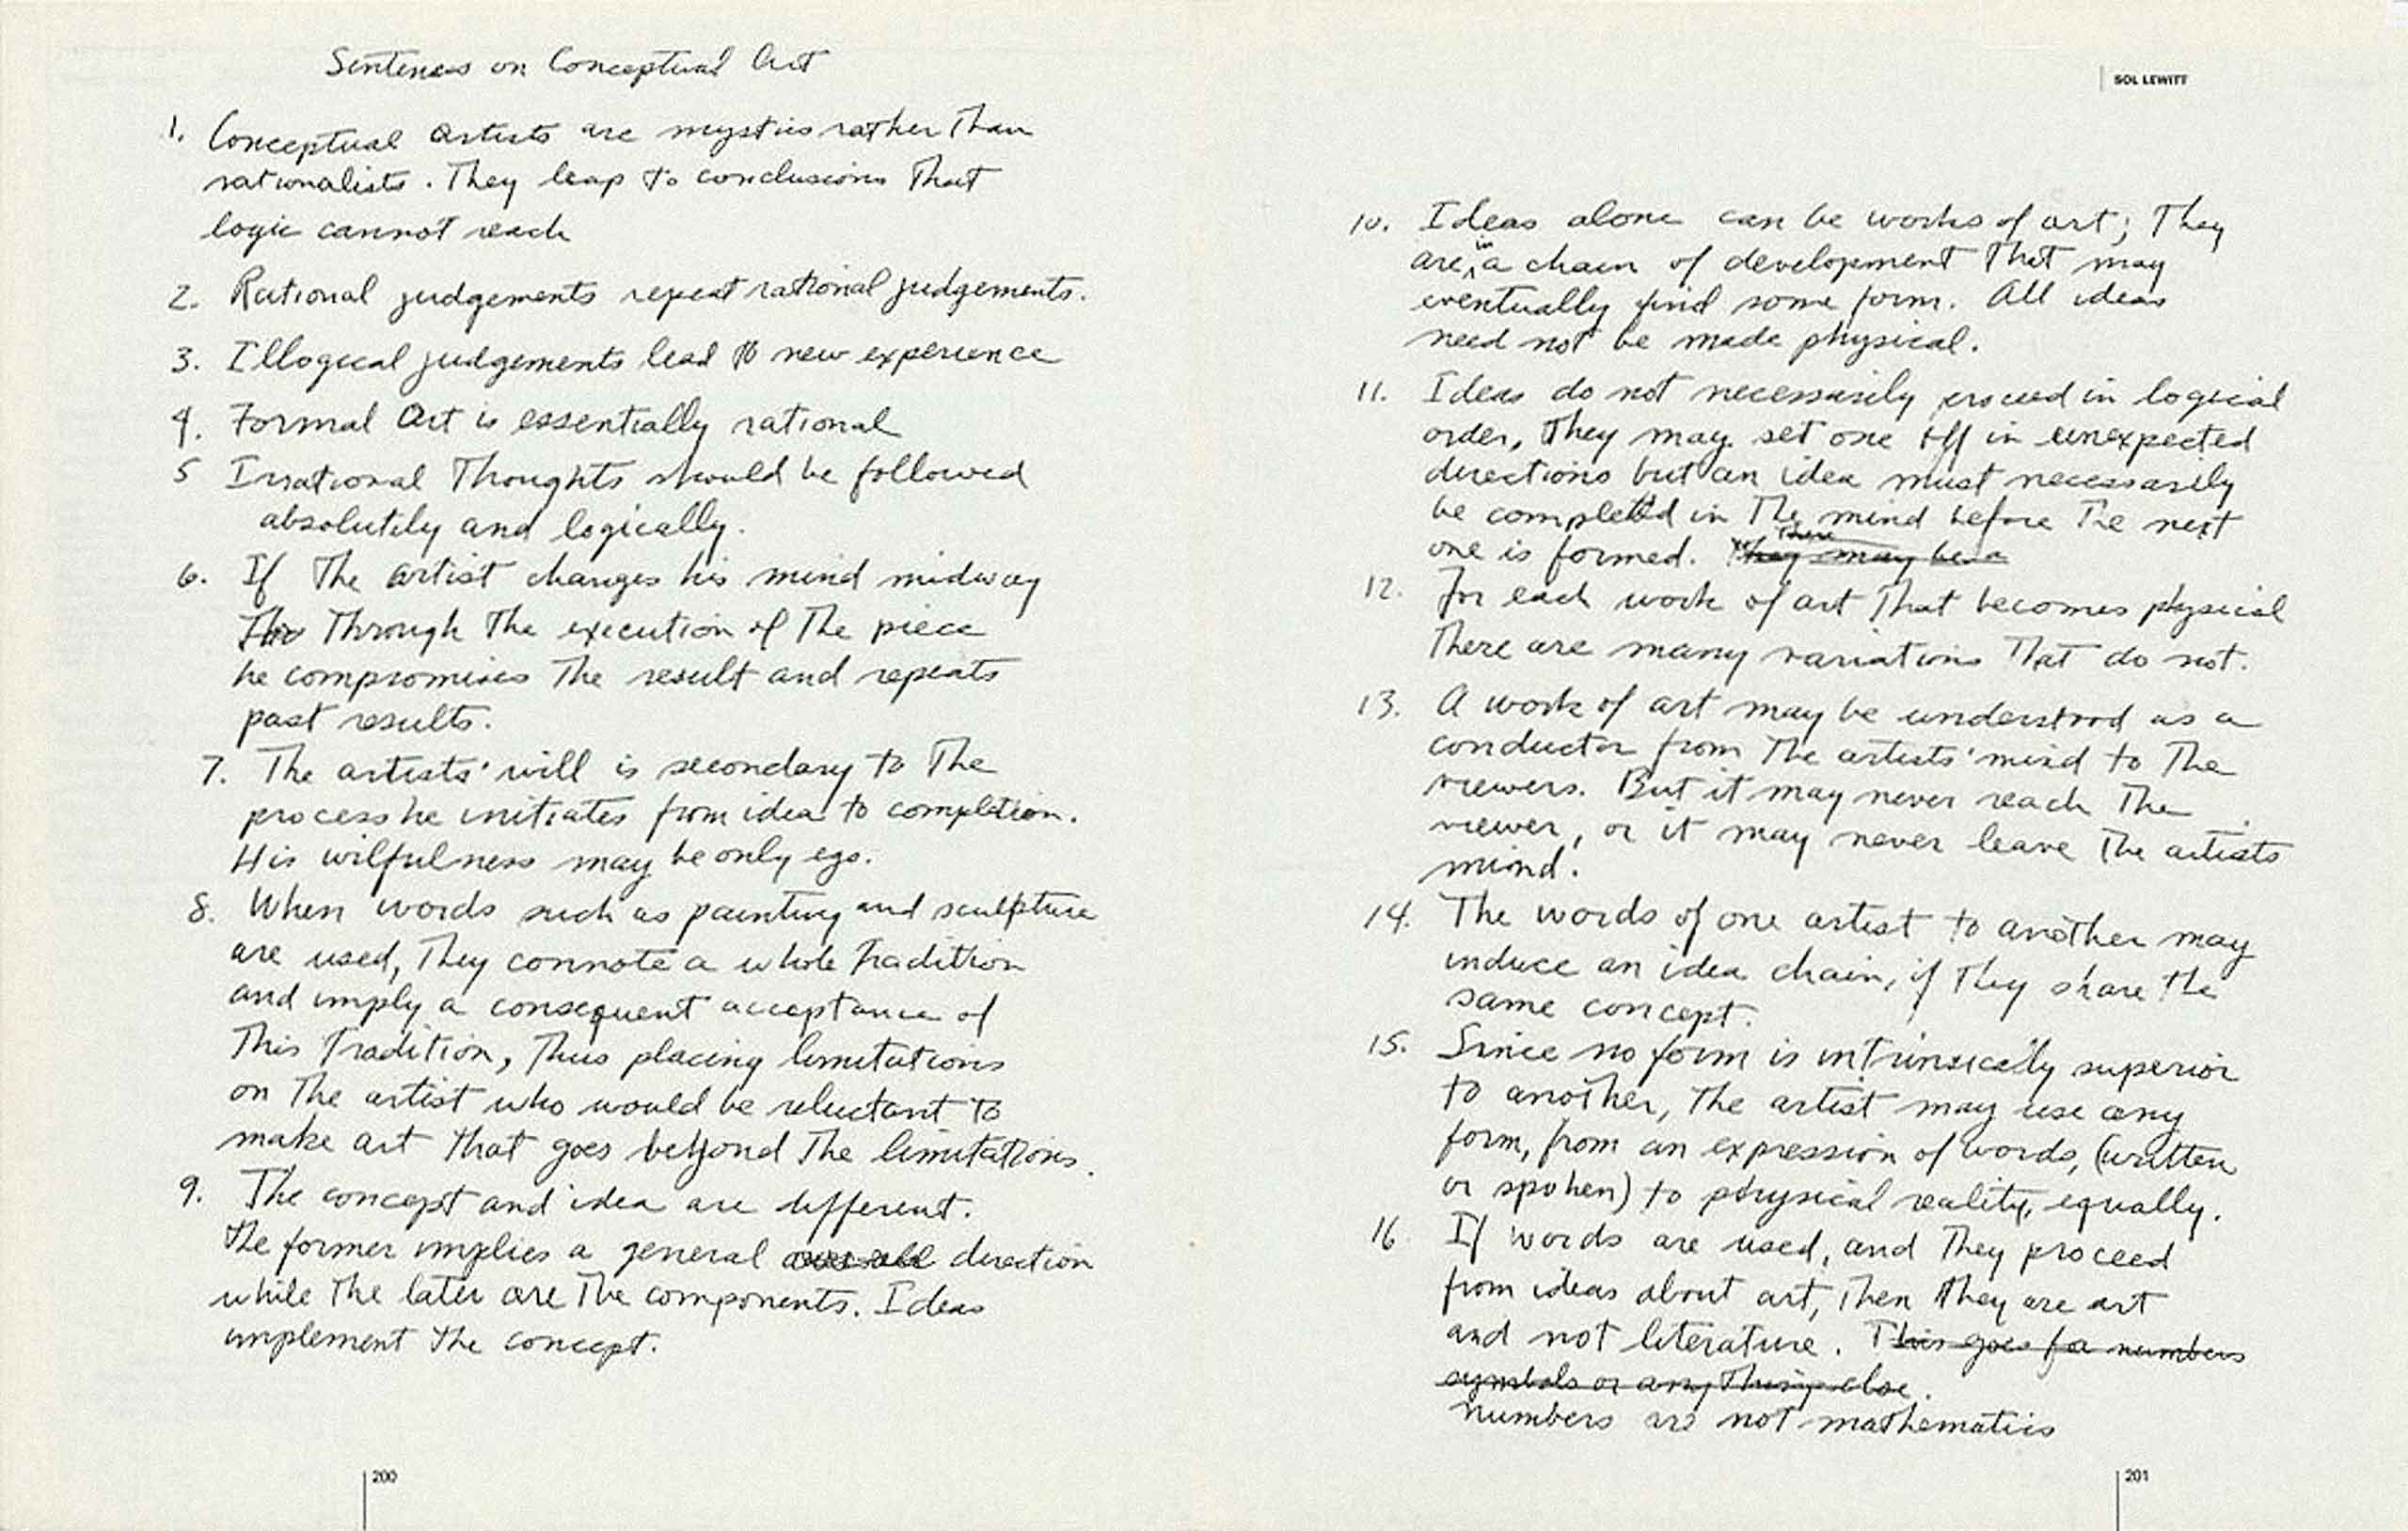 Sentences on Conceptual Art
1. Conceptual Artists are mystics rather than
rationalists. They leap to conclusions that
logic cannot reach
2. Rational judgements repeat rational judgements.
3. Illogical judgements lead to new experience
4. Formal Art is essentially rational
5 Irrational Thoughts should be followed
absolutely and logically.
6. If the artist changes his mind midway
through the execution of the piece
he compromises the result and repeats
past results.
7. The artists' will is secondary to the
process he initiates from idea to completion.
His wilfulness may be only ego.
8. When words such as painting and sculpture
are used, they connote a whole tradition
and imply a consequent acceptance of
this tradition, thus placing limitations
on the artist who would be reluctant to
make art that goes beyond the limitations.
9. The concept and idea are different.
The former implies a general over-all direction
while the later are the components. Ideas
implement the concept.
200
SOL LEWITT
10. Ideas alone can be works of art; they
are in a chain of development that may
eventually find some form. All ideas
need not be made physical.
11. Ideas do not necessarily proceed in logical
order, they may set one off in unexpected
directions but an idea must necessarily
be completed in the mind before the next
There
one is formed. They may be a
12. For each work of art that becomes physical
there are many variations that do not.
13. A work of art may be understood as a
conductor from the artists' mind to the
viewers. But it may never reach the
viewer, or it may never leave the artists
mind.
14. The words of one artist to another may
induce an idea chain, if they share the
same concept.
15. Since no form is intrinsically superior
to another, the artist may use any
form, from an expression of words, (written
or spoken) to physical reality, equally.
16. If words are used, and they proceed
from ideas about art, then they are art
and not literature. This goes for numbers
symbols or anything else.
numbers are not mathematics
201